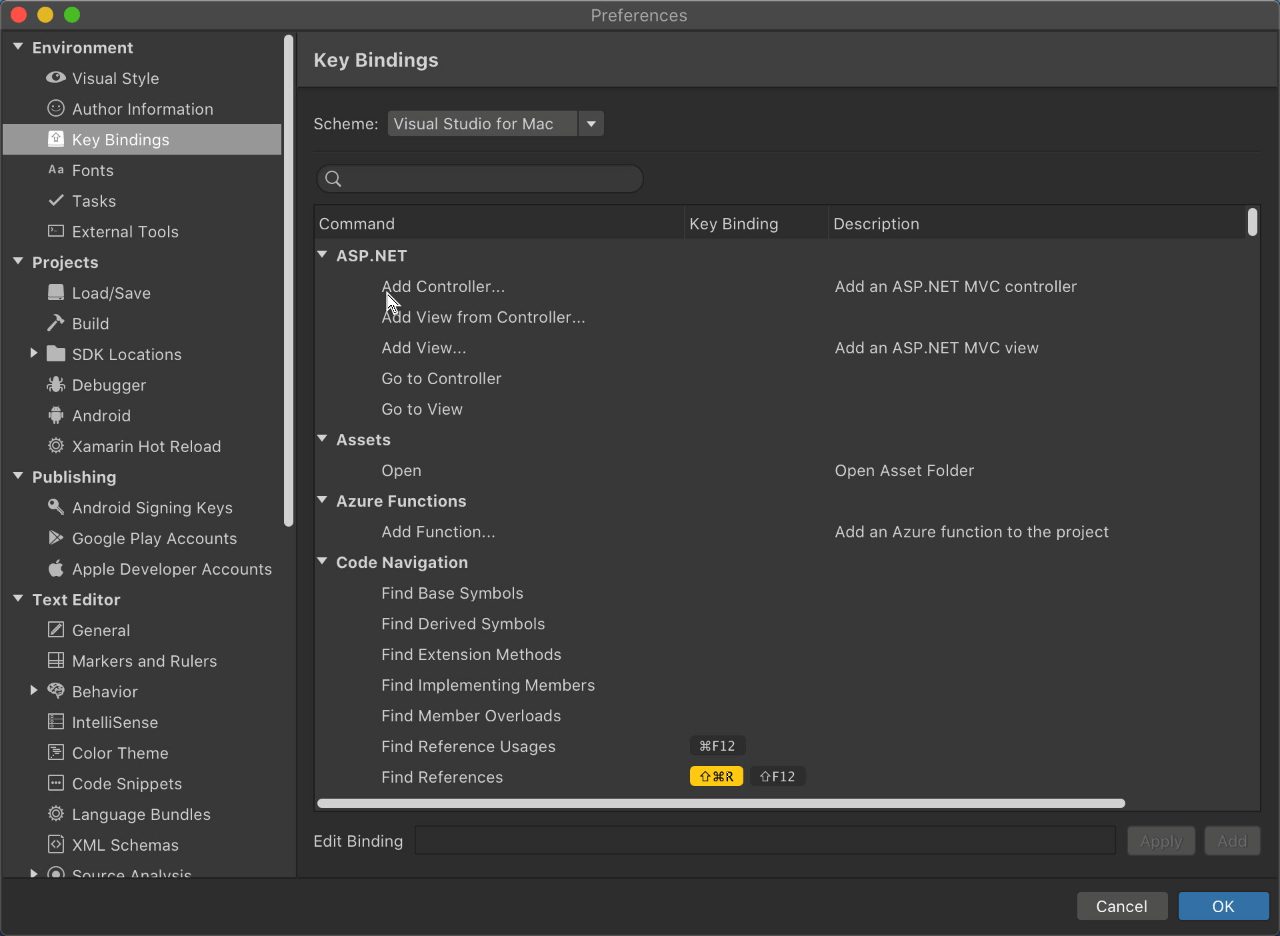 Preferences
Environment
Visual Style
Author Information
Key Bindings
Aa Fonts
Tasks
External Tools
Projects
Load/Save
Build
SDK Locations
Debugger
Android
Xamarin Hot Reload
Publishing
Android Signing Keys
Google Play Accounts
Apple Developer Accounts
Text Editor
General
Markers and Rulers
Behavior
IntelliSense
Color Theme
Code Snippets
Language Bundles
XML Schemas
Source Analysis
Key Bindings
Scheme: Visual Studio for Mac
Command Key Binding Description
ASP.NET
Add Controller... Add an ASP.NET MVC controller
Add View from Controller...
Add View... Add an ASP.NET MVC view
Go to Controller
Go to View
Assets
Open Open Asset Folder
Azure Functions
Add Function... Add an Azure function to the project
Code Navigation
Find Base Symbols
Find Derived Symbols
Find Extension Methods
Find Implementing Members
Find Member Overloads
Find Reference Usages ⌘F12
Find References ⇧⌘R ⇧F12
Edit Binding Apply Add
Cancel OK